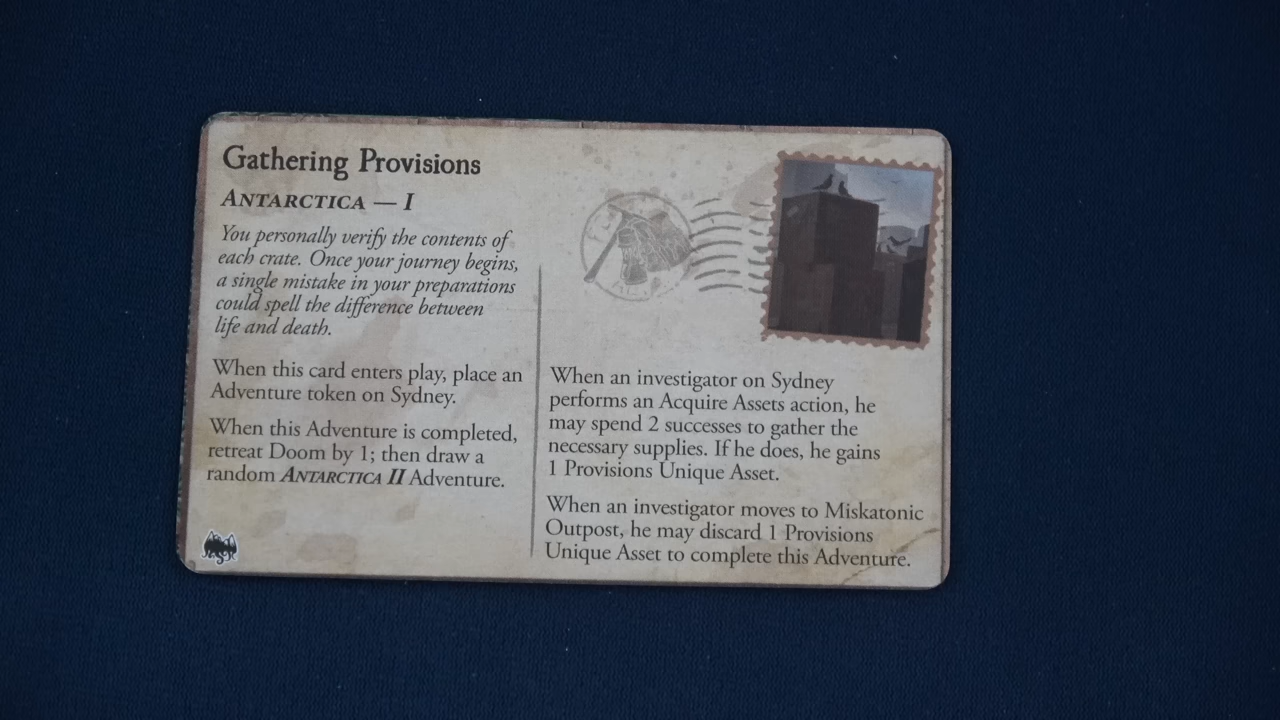 Gathering Provisions
Antarctica — I
You personally verify the contents of
each crate. Once your journey begins,
a single mistake in your preparations
could spell the difference between
life and death.
When this card enters play, place an
Adventure token on Sydney.
When this Adventure is completed,
retreat Doom by 1; then draw a
random Antarctica II Adventure.
When an investigator on Sydney
performs an Acquire Assets action, he
may spend 2 successes to gather the
necessary supplies. If he does, he gains
1 Provisions Unique Asset.
When an investigator moves to Miskatonic
Outpost, he may discard 1 Provisions
Unique Asset to complete this Adventure.